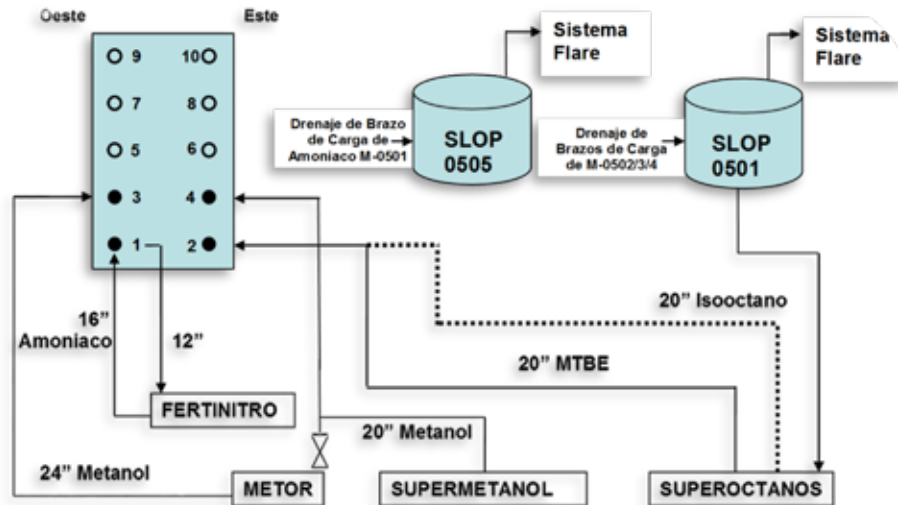 Oeste
Este
9 10
7 8
5 6
3 4
1 2
Sistema
Flare
Sistema
Flare
Drenaje de Brazo
de Carga de
Amoniaco M-0501
SLOP
0505
Drenaje de
Brazos de Carga
de M-0502/3/4
SLOP
0501
16”
Amoniaco
12”
20” Isooctano
20” MTBE
FERTINITRO
20” Metanol
24” Metanol
METOR
SUPERMETANOL
SUPEROCTANOS